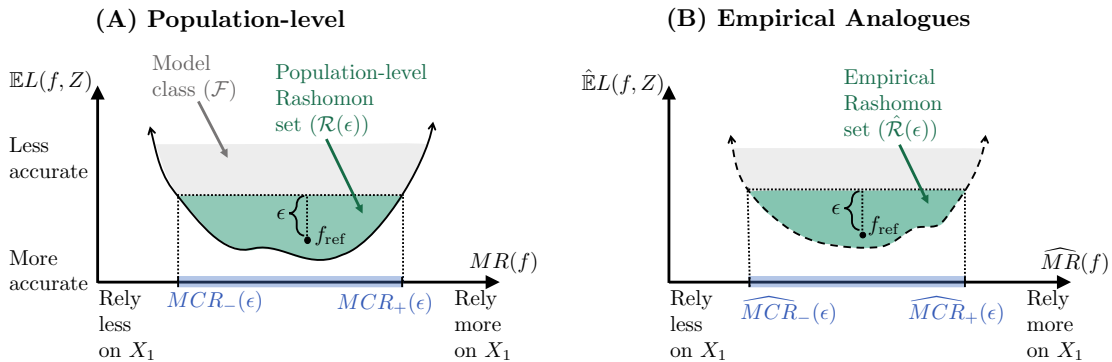 (A) Population-level
𝔼L(f, Z)
Model
class (ℱ)
Population-level
Rashomon
set (ℛ(ϵ))
Less
accurate
ϵ
f_ref
More
accurate
MR(f)
Rely
less
on X₁
MCR₋(ϵ)
MCR₊(ϵ)
Rely
more
on X₁
(B) Empirical Analogues
𝔼̂L(f, Z)
Empirical
Rashomon
set (ℛ̂(ϵ))
ϵ
f_ref
M͡R(f)
Rely
less
on X₁
M͡CR₋(ϵ)
M͡CR₊(ϵ)
Rely
more
on X₁